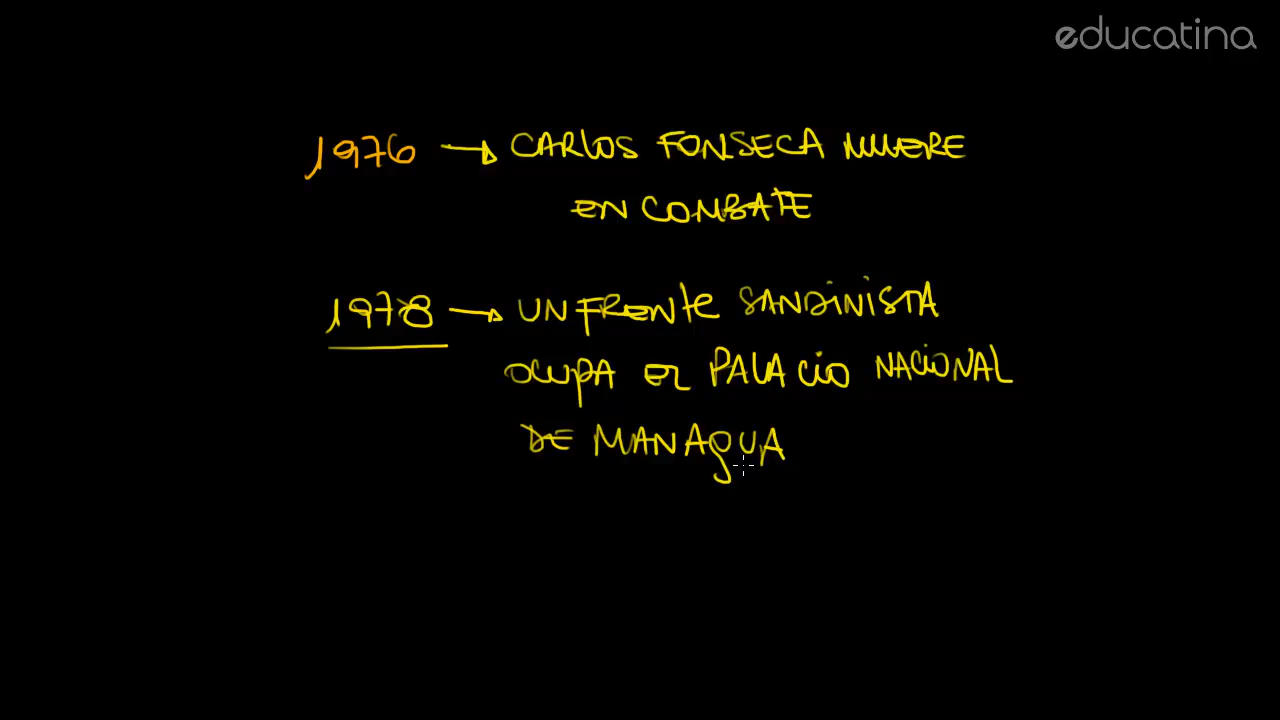 educatina
1976 → CARLOS FONSECA MUERE
EN COMBATE
1978 → UN FRENTE SANDINISTA
OCUPA EL PALACIO NACIONAL
DE MANAGUA